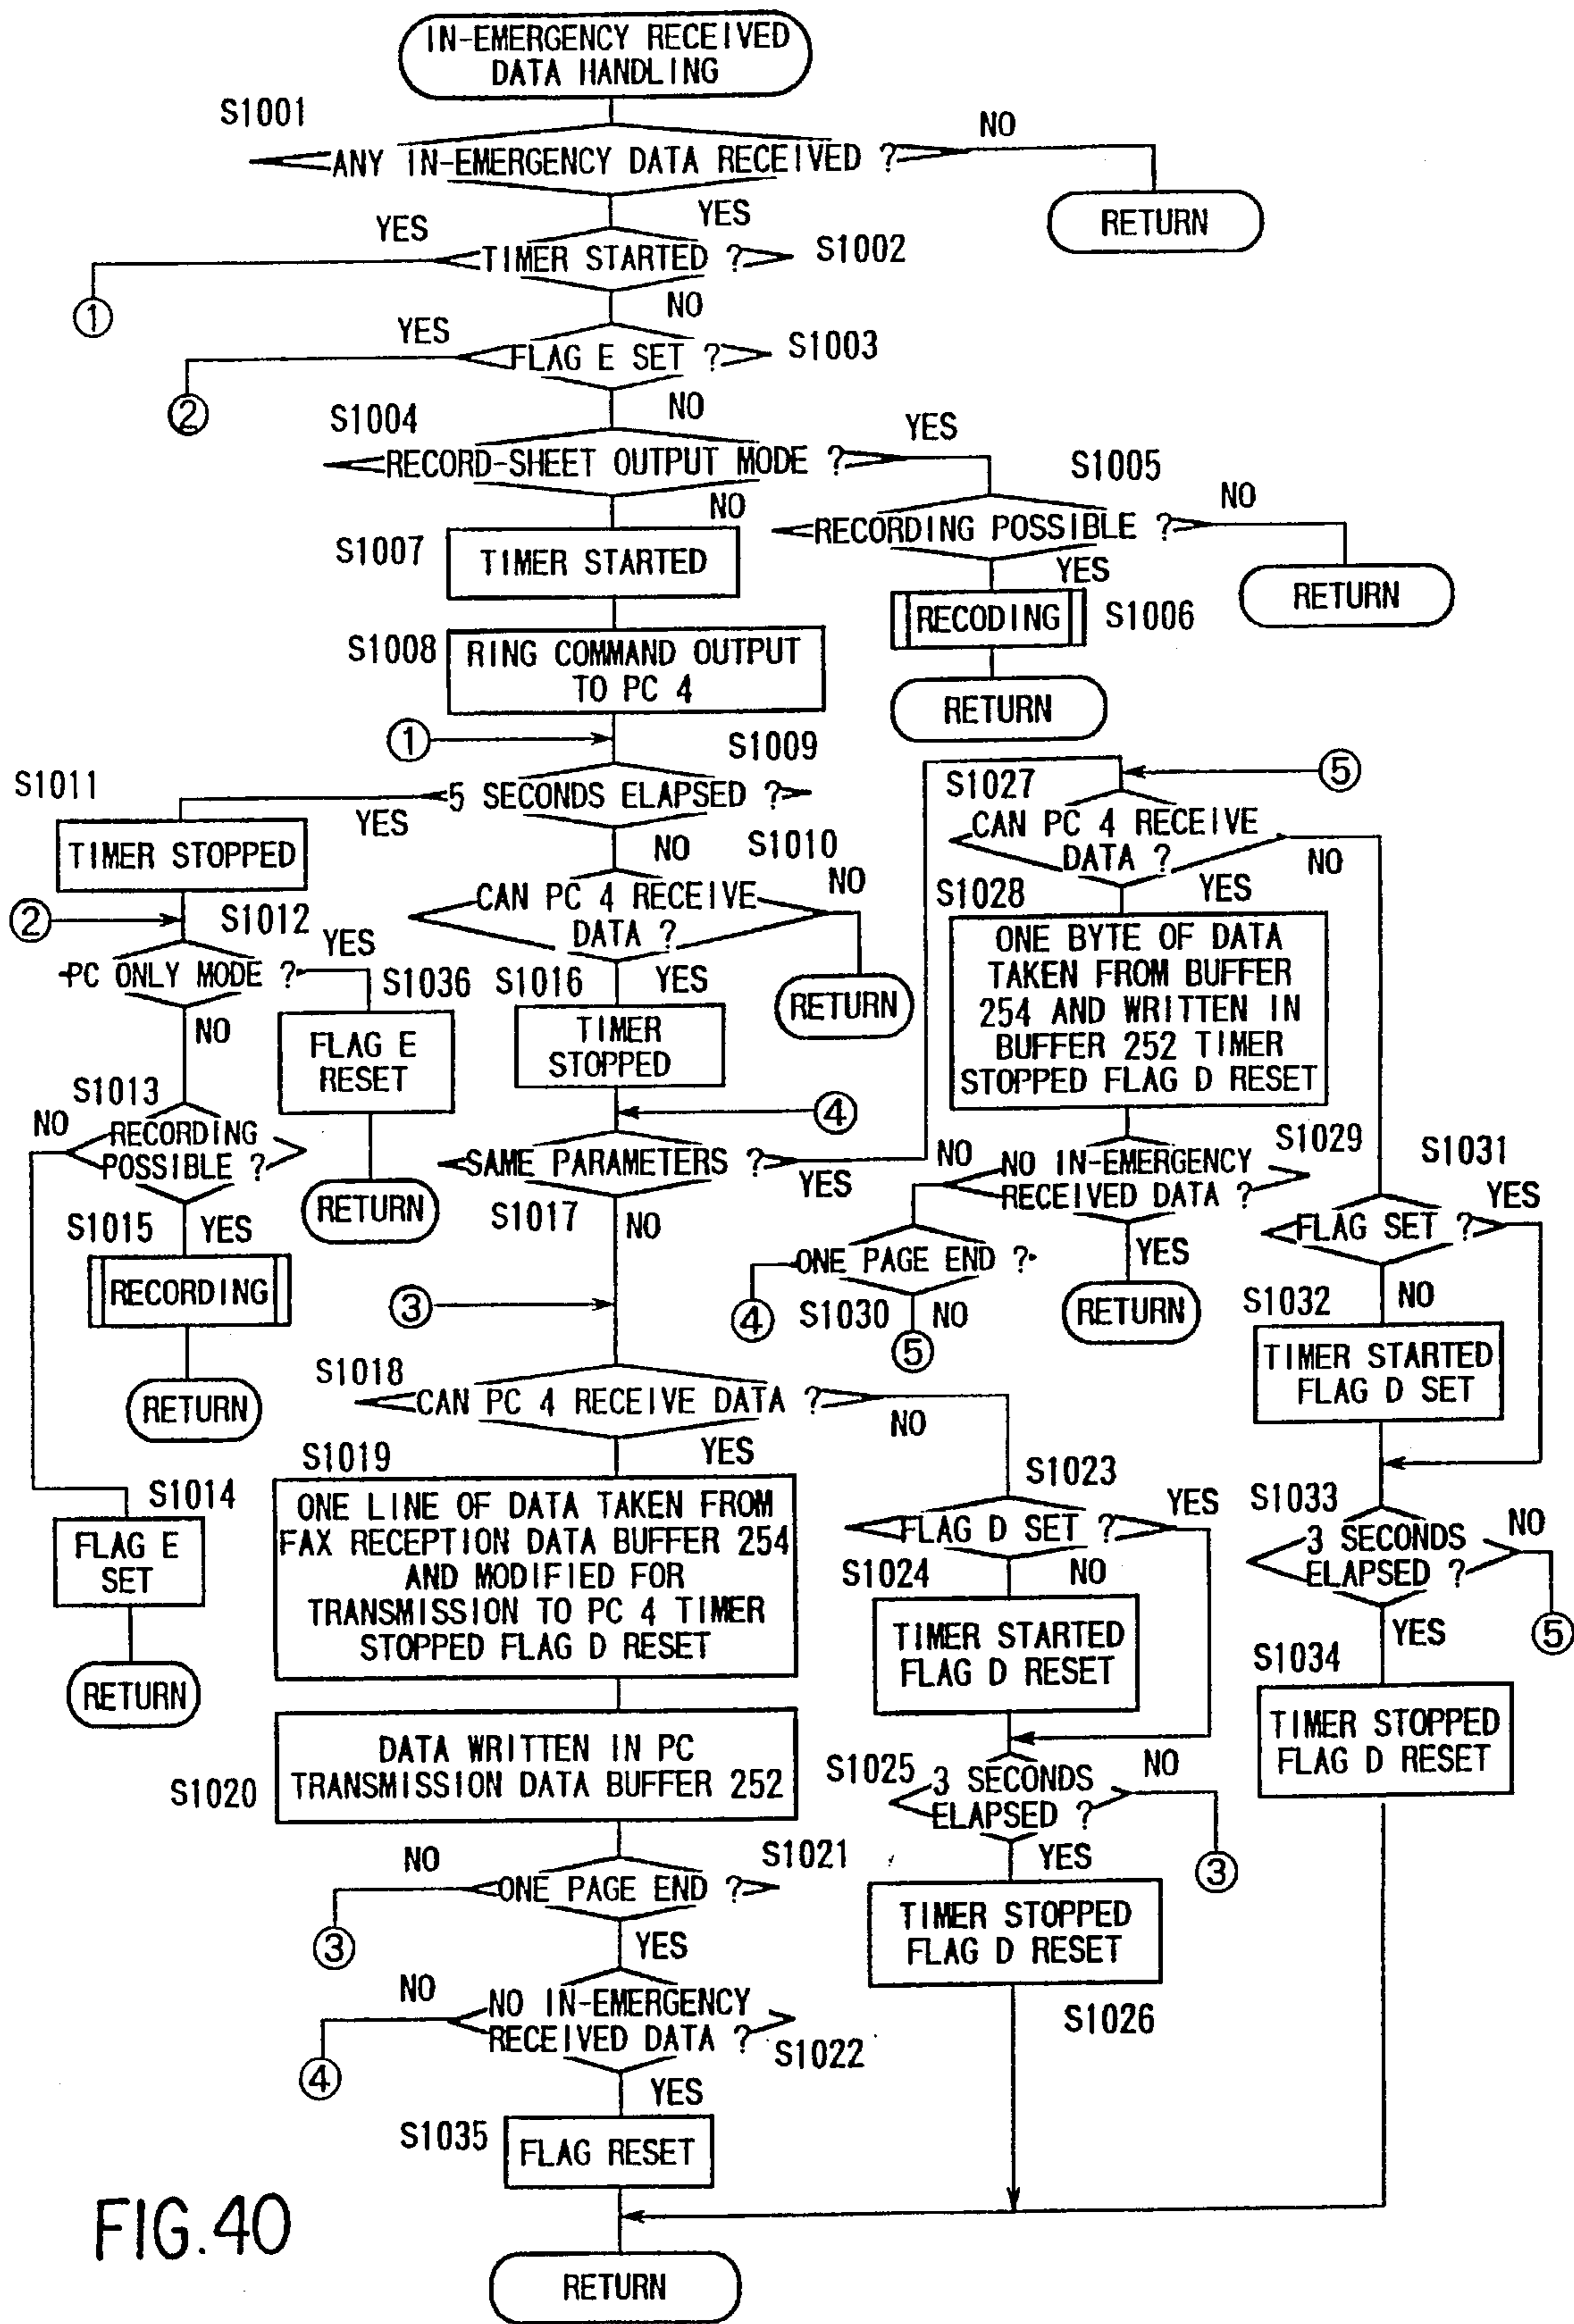 IN-EMERGENCY RECEIVED
DATA HANDLING
S1001
ANY IN-EMERGENCY DATA RECEIVED ?
NO
RETURN
YES
YES
TIMER STARTED ?
S1002
①
NO
YES
FLAG E SET ?
S1003
②
NO
S1004
RECORD-SHEET OUTPUT MODE ?
YES
S1005
NO
RECORDING POSSIBLE ?
NO
S1007
TIMER STARTED
YES
RETURN
RECODING
S1006
S1008
RING COMMAND OUTPUT
TO PC 4
RETURN
①
S1009
S1011
5 SECONDS ELAPSED ?
YES
TIMER STOPPED
NO
S1010
CAN PC 4 RECEIVE
DATA ?
NO
RETURN
②
S1012
PC ONLY MODE ?
YES
S1036
FLAG E
RESET
RETURN
NO
S1016
YES
TIMER
STOPPED
④
S1013
NO
RECORDING
POSSIBLE ?
SAME PARAMETERS ?
YES
S1017
NO
S1015
YES
RECORDING
RETURN
③
S1014
FLAG E
SET
RETURN
S1018
CAN PC 4 RECEIVE DATA ?
NO
YES
S1019
ONE LINE OF DATA TAKEN FROM
FAX RECEPTION DATA BUFFER 254
AND MODIFIED FOR
TRANSMISSION TO PC 4 TIMER
STOPPED FLAG D RESET
DATA WRITTEN IN PC
TRANSMISSION DATA BUFFER 252
S1020
NO
ONE PAGE END ?
S1021
③
YES
NO
NO IN-EMERGENCY
RECEIVED DATA ?
S1022
④
YES
S1035
FLAG RESET
RETURN
S1023
FLAG D SET ?
YES
S1024
NO
TIMER STARTED
FLAG D RESET
S1025
3 SECONDS
ELAPSED ?
NO
③
YES
TIMER STOPPED
FLAG D RESET
S1026
⑤
S1027
CAN PC 4 RECEIVE
DATA ?
NO
S1028
YES
ONE BYTE OF DATA
TAKEN FROM BUFFER
254 AND WRITTEN IN
BUFFER 252 TIMER
STOPPED FLAG D RESET
S1029
NO
NO IN-EMERGENCY
RECEIVED DATA ?
YES
RETURN
ONE PAGE END ?
④
S1030
NO
⑤
S1031
FLAG SET ?
YES
S1032
NO
TIMER STARTED
FLAG D SET
S1033
3 SECONDS
ELAPSED ?
NO
⑤
YES
S1034
TIMER STOPPED
FLAG D RESET
FIG.40